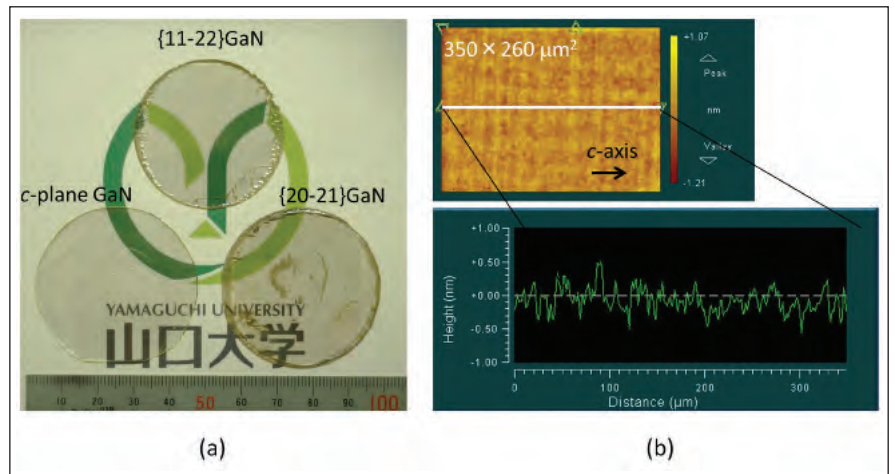 {11-22}GaN
c-plane GaN
{20-21}GaN
YAMAGUCHI UNIVERSITY
山口大学
10 20 30 40 50 60 70 80 90 100
(a)
350 × 260 μm²
c-axis
+1.07
Peak
nm
Valley
-1.21
Height (nm)
+1.00
+0.50
+0.00
-0.50
-1.00
0 100 200 300
Distance (μm)
(b)